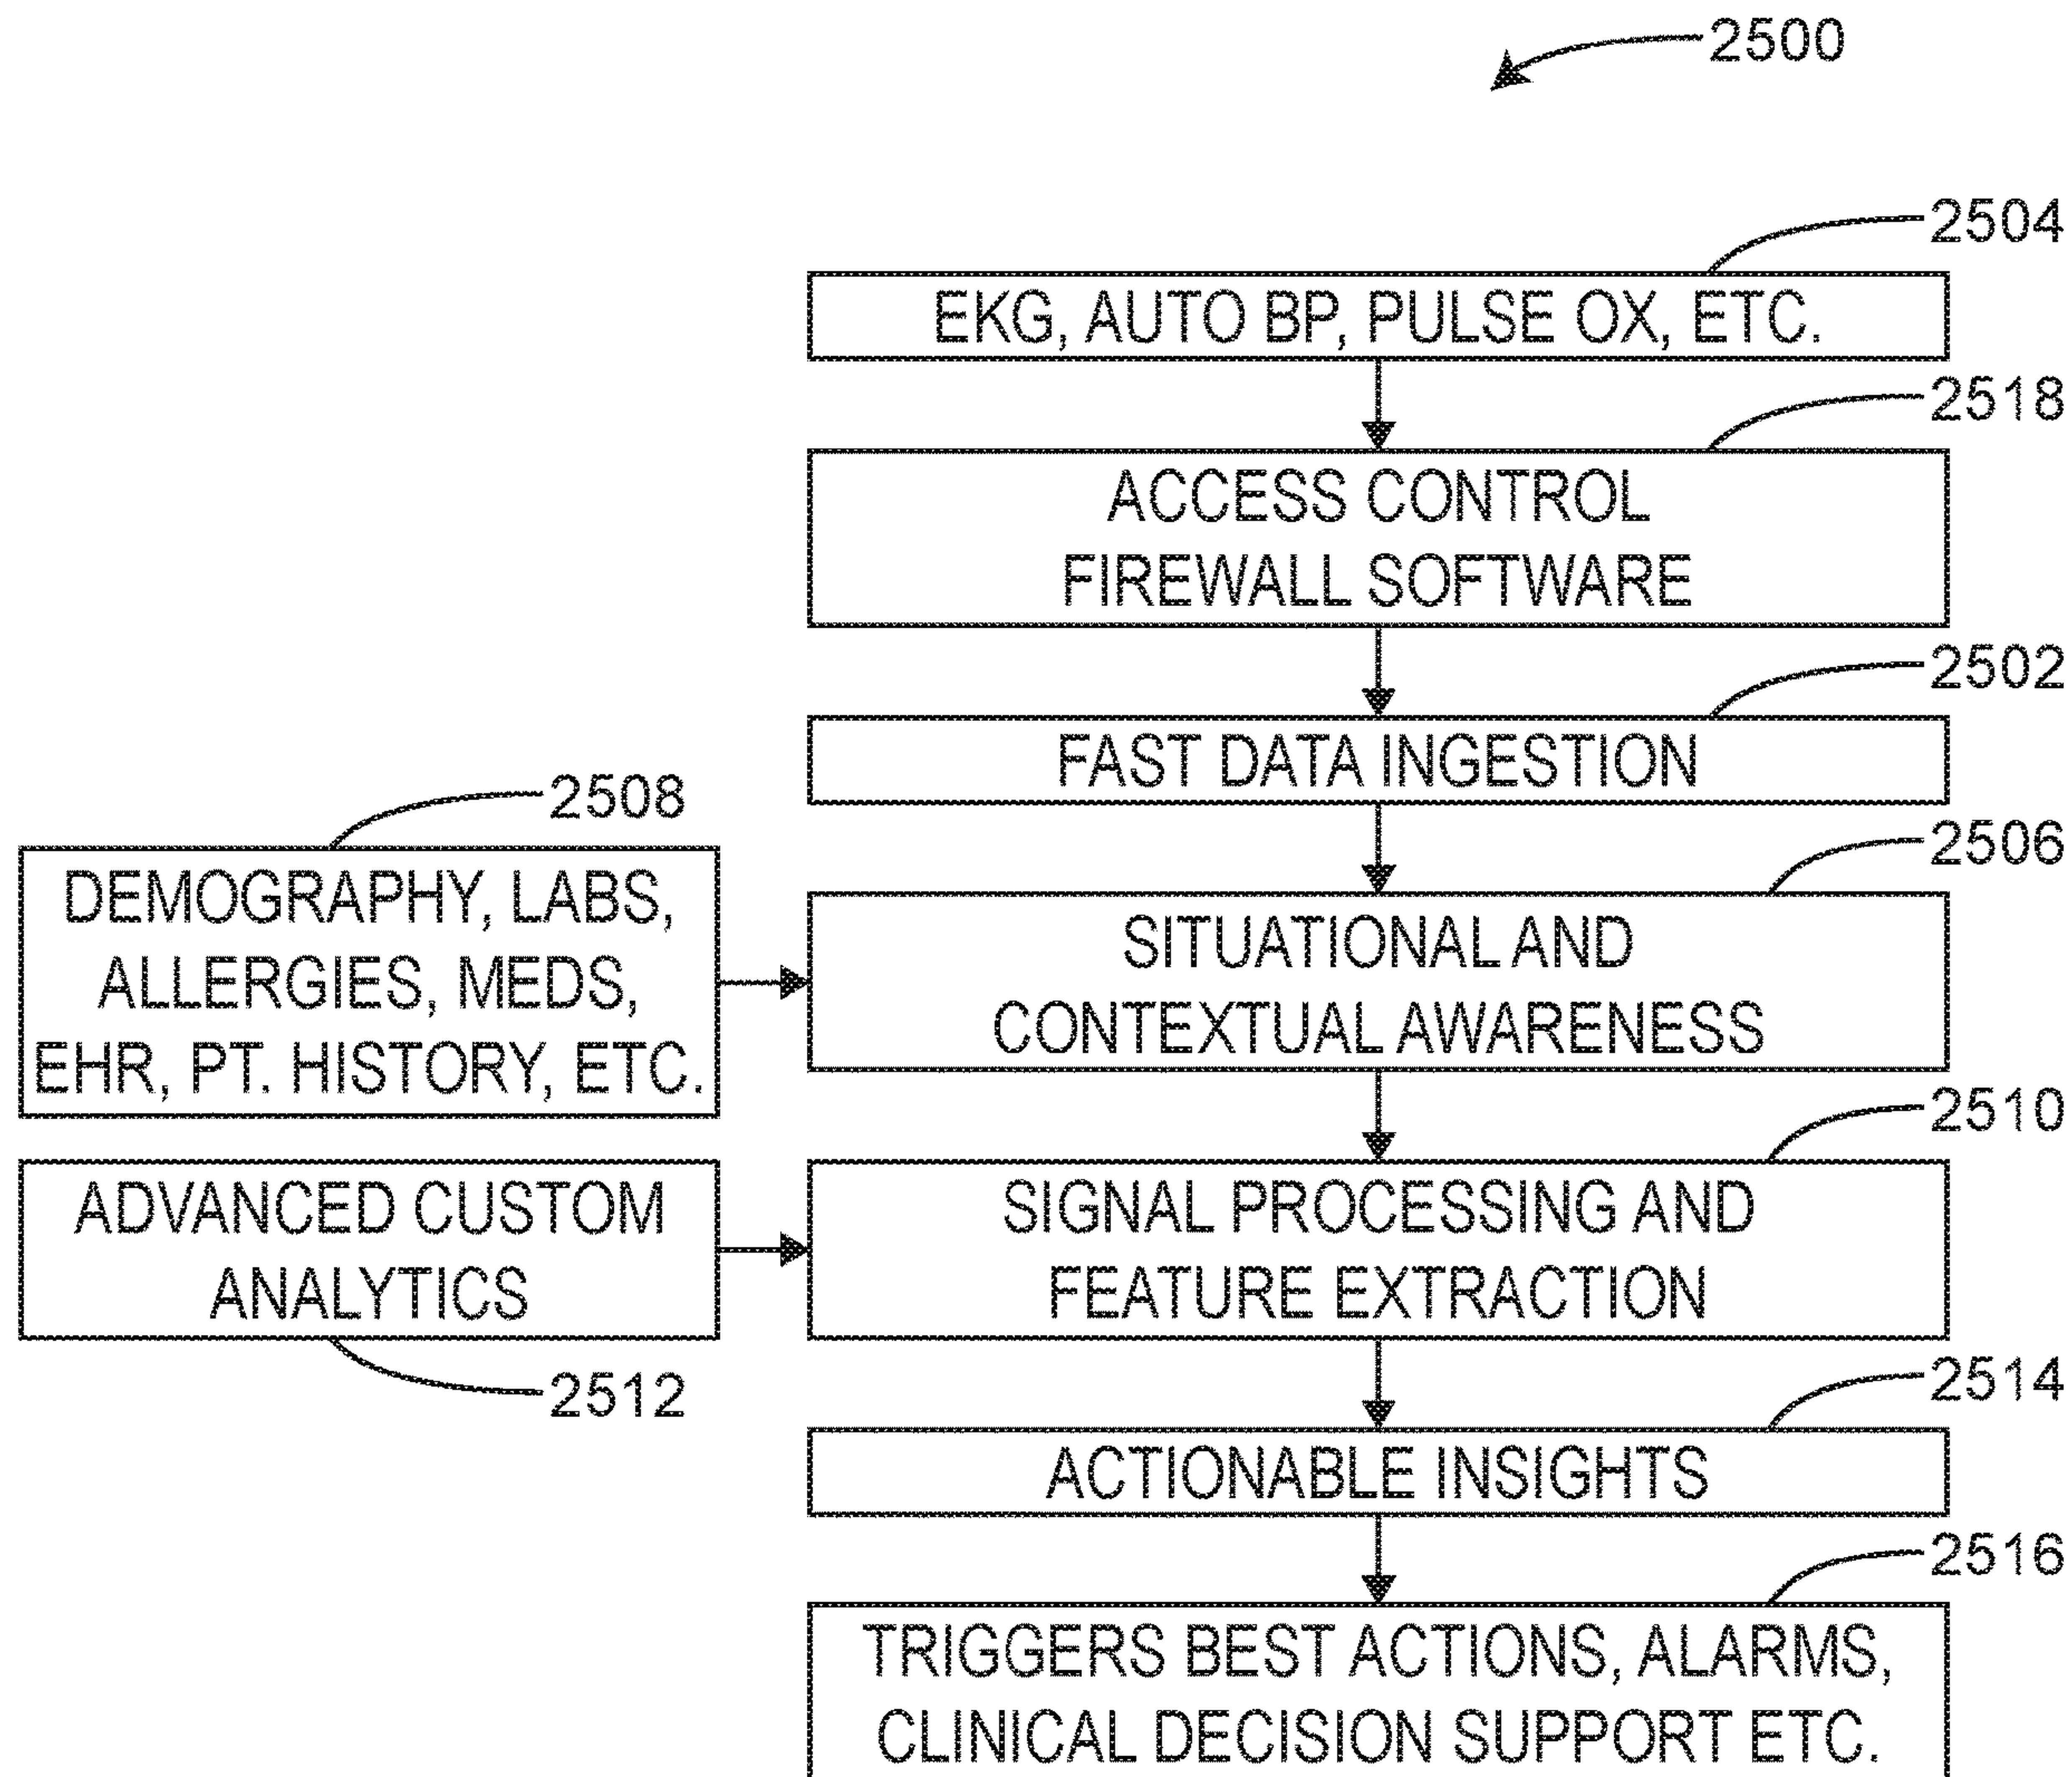 2500
2504
EKG, AUTO BP, PULSE OX, ETC.
2518
ACCESS CONTROL
FIREWALL SOFTWARE
2502
FAST DATA INGESTION
2508
DEMOGRAPHY, LABS,
ALLERGIES, MEDS,
EHR, PT. HISTORY, ETC.
2506
SITUATIONAL AND
CONTEXTUAL AWARENESS
2510
ADVANCED CUSTOM
ANALYTICS
2512
SIGNAL PROCESSING AND
FEATURE EXTRACTION
2514
ACTIONABLE INSIGHTS
2516
TRIGGERS BEST ACTIONS, ALARMS,
CLINICAL DECISION SUPPORT ETC.